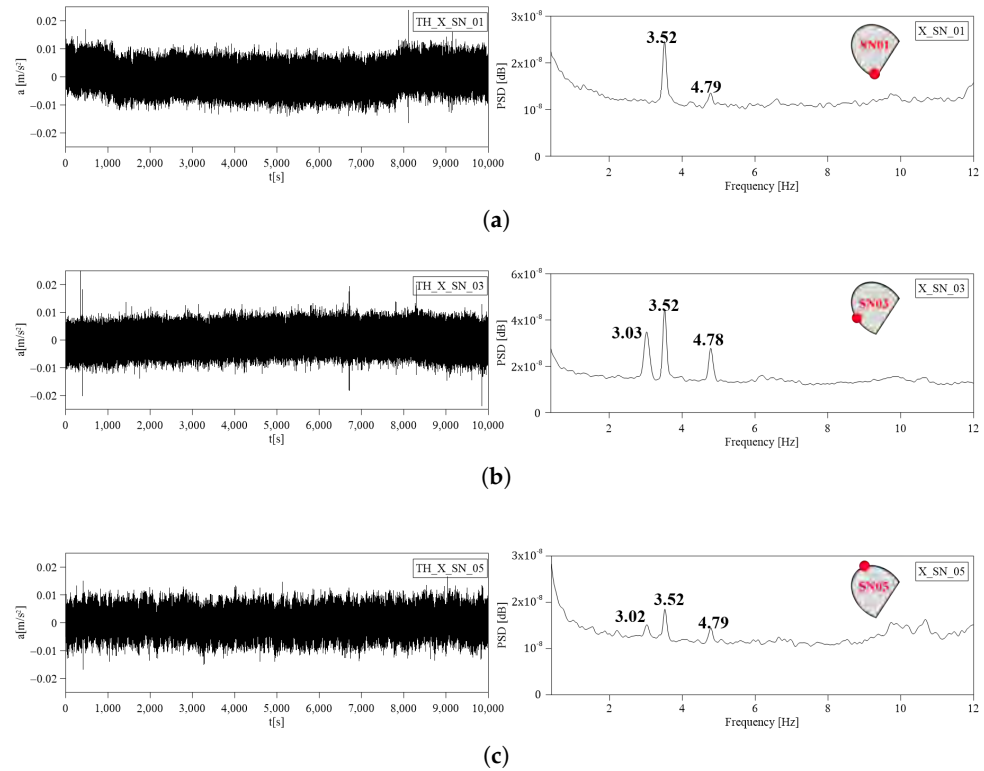 TH_X_SN_01
a [m/s²]
0.02
0.01
0
−0.01
−0.02
0 1,000 2,000 3,000 4,000 5,000 6,000 7,000 8,000 9,000 10,000
t[s]
X_SN_01
SN01
PSD [dB]
3x10⁻⁸
2x10⁻⁸
10⁻⁸
0
3.52
4.79
2 4 6 8 10 12
Frequency [Hz]
(a)
TH_X_SN_03
a[m/s²]
0.02
0.01
0
−0.01
−0.02
0 1,000 2,000 3,000 4,000 5,000 6,000 7,000 8,000 9,000 10,000
t[s]
X_SN_03
SN03
PSD [dB]
6x10⁻⁸
4x10⁻⁸
2x10⁻⁸
0
3.03
3.52
4.78
2 4 6 8 10 12
Frequency [Hz]
(b)
TH_X_SN_05
a[m/s²]
0.02
0.01
0
−0.01
−0.02
0 1,000 2,000 3,000 4,000 5,000 6,000 7,000 8,000 9,000 10,000
t[s]
X_SN_05
SN05
PSD [dB]
3x10⁻⁸
2x10⁻⁸
10⁻⁸
0
3.02
3.52
4.79
2 4 6 8 10 12
Frequency [Hz]
(c)